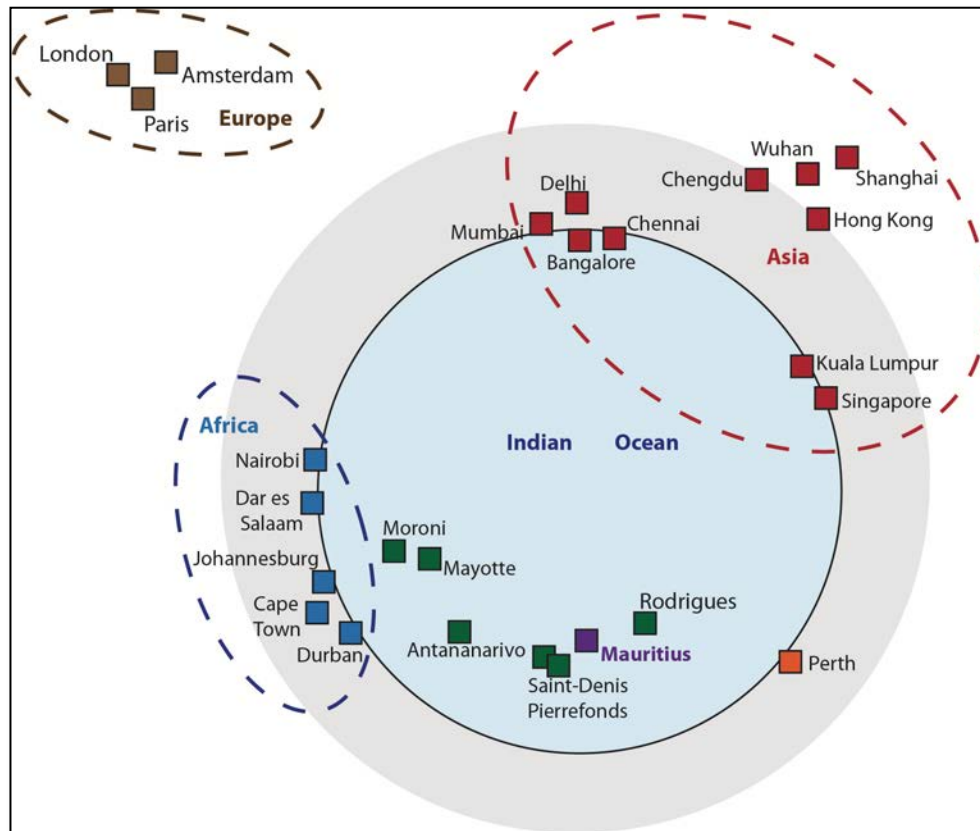 London
Amsterdam
Paris
Europe
Wuhan
Chengdu
Shanghai
Delhi
Hong Kong
Mumbai
Chennai
Bangalore
Asia
Kuala Lumpur
Singapore
Africa
Indian Ocean
Nairobi
Dar es
Salaam
Moroni
Johannesburg
Mayotte
Cape
Town
Rodrigues
Durban
Antananarivo
Mauritius
Perth
Saint-Denis
Pierrefonds